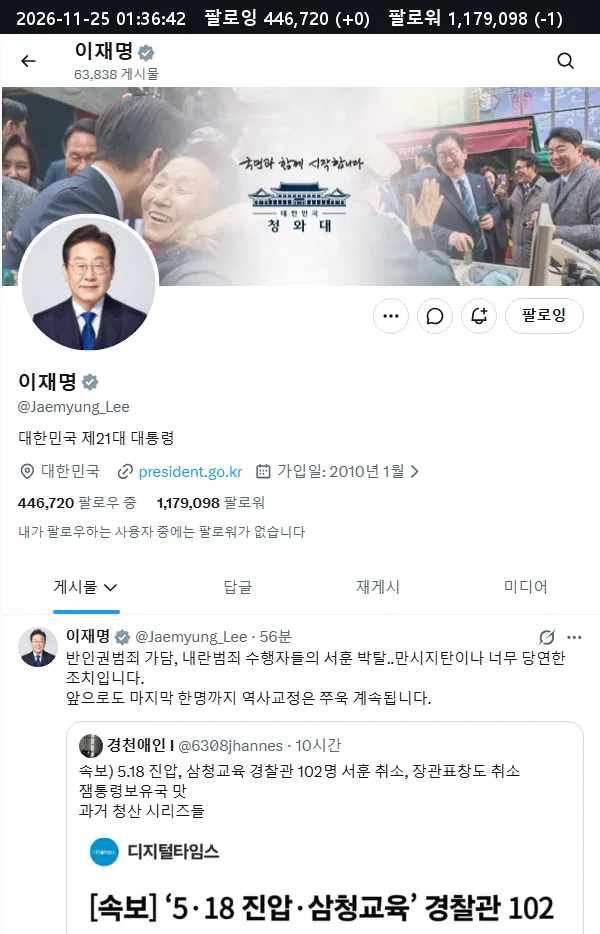 2026-11-25 01:36:42 팔로잉 446,720 (+0) 팔로워 1,179,098 (-1)
이재명
63,838 게시물
국민과 함께 시작합니다
대한민국
청와대
팔로잉
이재명
@Jaemyung_Lee
대한민국 제21대 대통령
대한민국 president.go.kr 가입일: 2010년 1월
446,720 팔로우 중 1,179,098 팔로워
내가 팔로우하는 사용자 중에는 팔로워가 없습니다
게시물 답글 재게시 미디어
이재명 @Jaemyung_Lee · 56분
반인권범죄 가담, 내란범죄 수행자들의 서훈 박탈..만시지탄이나 너무 당연한
조치입니다.
앞으로도 마지막 한명까지 역사교정은 쭈욱 계속됩니다.
경천애인 I @6308jhannes · 10시간
속보) 5.18 진압, 삼청교육 경찰관 102명 서훈 취소, 장관표창도 취소
잼통령보유국 맛
과거 청산 시리즈들
디지털타임스
[속보] ‘5·18 진압·삼청교육’ 경찰관 102